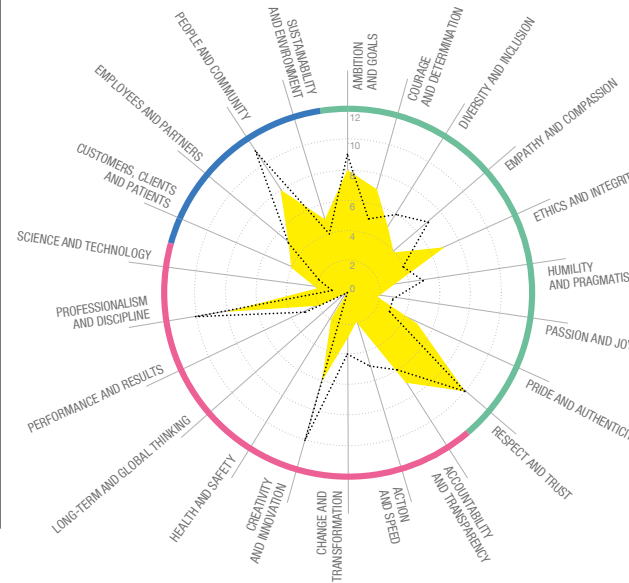 AMBITION
AND GOALS
COURAGE
AND DETERMINATION
DIVERSITY AND INCLUSION
EMPATHY AND COMPASSION
ETHICS AND INTEGRIT
HUMILITY
AND PRAGMATIS
PASSION AND JOY
PRIDE AND AUTHENTICI
RESPECT AND TRUST
ACCOUNTABILITY
AND TRANSPARENCY
ACTION
AND SPEED
CHANGE AND
TRANSFORMATION
CREATIVITY
AND INNOVATION
HEALTH AND SAFETY
LONG-TERM AND GLOBAL THINKING
PERFORMANCE AND RESULTS
PROFESSIONALISM
AND DISCIPLINE
SCIENCE AND TECHNOLOGY
CUSTOMERS, CLIENTS
AND PATIENTS
EMPLOYEES AND PARTNERS
PEOPLE AND COMMUNITY
SUSTAINABILITY
AND ENVIRONMENT
12
10
8
6
4
2
0